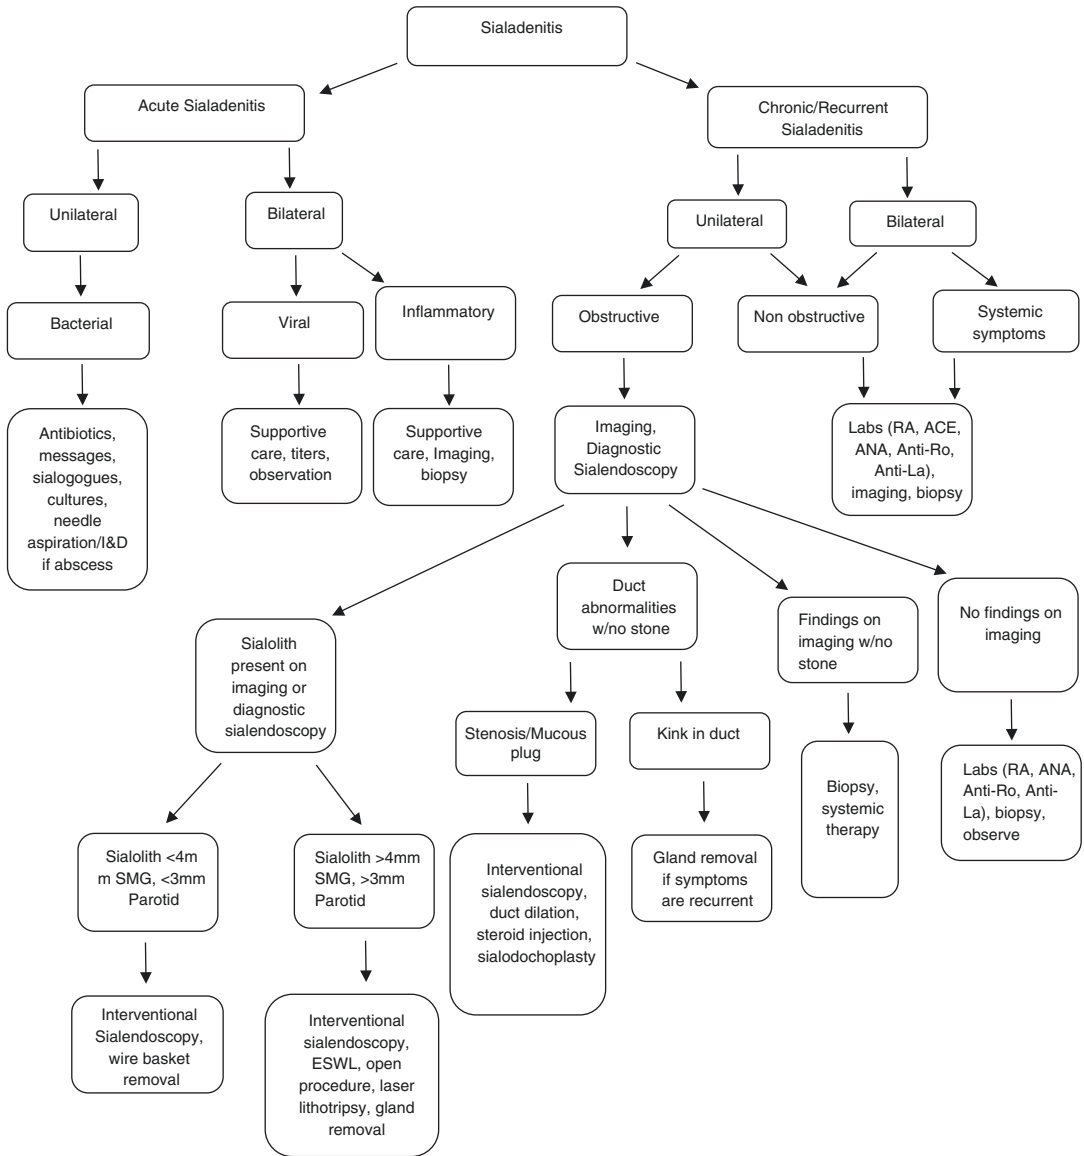 Sialadenitis
Acute Sialadenitis
Chronic/Recurrent
Sialadenitis
Unilateral
Bilateral
Unilateral
Bilateral
Bacterial
Viral
Inflammatory
Obstructive
Non obstructive
Systemic
symptoms
Antibiotics,
messages,
sialogogues,
cultures,
needle
aspiration/I&D
if abscess
Supportive
care, titers,
observation
Supportive
care, Imaging,
biopsy
Imaging,
Diagnostic
Sialendoscopy
Labs (RA, ACE,
ANA, Anti-Ro,
Anti-La),
imaging, biopsy
Sialolith
present on
imaging or
diagnostic
sialendoscopy
Duct
abnormalities
w/no stone
Findings on
imaging w/no
stone
No findings on
imaging
Stenosis/Mucous
plug
Kink in duct
Biopsy,
systemic
therapy
Labs (RA, ANA,
Anti-Ro, Anti-
La), biopsy,
observe
Sialolith <4m
m SMG, <3mm
Parotid
Sialolith >4mm
SMG, >3mm
Parotid
Interventional
sialendoscopy,
duct dilation,
steroid injection,
sialodochoplasty
Gland removal
if symptoms
are recurrent
Interventional
Sialendoscopy,
wire basket
removal
Interventional
sialendoscopy,
ESWL, open
procedure, laser
lithotripsy, gland
removal